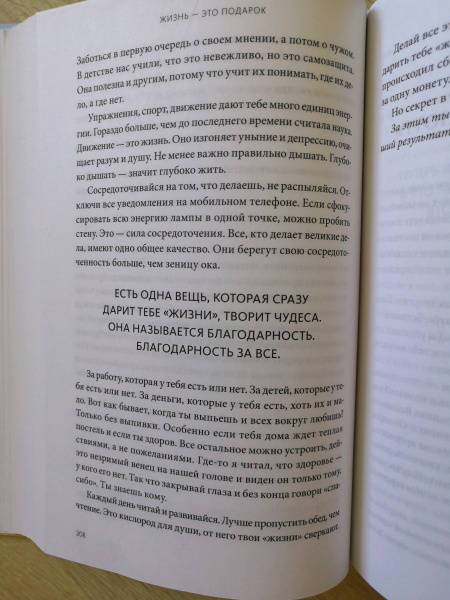 ЖИЗНЬ — ЭТО ПОДАРОК
Заботься в первую очередь о своем мнении, а потом о чужом.
В детстве нас учили, что это невежливо, но это самозащита.
Она полезна и другим, потому что учит их понимать, где их де-
ло, а где нет.
Упражнения, спорт, движение дают тебе много единиц энер-
гии. Гораздо больше, чем до последнего времени считала наука.
Движение — это жизнь. Оно изгоняет уныние и депрессию, очи-
щает разум и душу. Не менее важно правильно дышать. Глубо-
ко дышать — значит глубоко жить.
Сосредоточивайся на том, что делаешь, не распыляйся. От-
ключи все уведомления на мобильном телефоне. Если сфоку-
сировать всю энергию лампы в одной точке, можно пробить
стену. Это — сила сосредоточения. Все, кто делает великие де-
ла, имеют одно общее качество. Они берегут свою сосредо-
точенность больше, чем зеницу ока.
ЕСТЬ ОДНА ВЕЩЬ, КОТОРАЯ СРАЗУ
ДАРИТ ТЕБЕ «ЖИЗНИ», ТВОРИТ ЧУДЕСА.
ОНА НАЗЫВАЕТСЯ БЛАГОДАРНОСТЬ.
БЛАГОДАРНОСТЬ ЗА ВСЕ.
За работу, которая у тебя есть или нет. За детей, которые у те-
бя есть или нет. За деньги, которые у тебя есть, хоть их и ма-
ло. Вот как бывает, когда ты выпьешь и всех вокруг любишь?
Только без выпивки. Особенно если тебя дома ждет теплая
постель и если ты здоров. Все остальное можно устроить, дей-
ствиями, а не пожеланиями. Где-то я читал, что здоровье —
это незримый венец на нашей голове и виден он только тому,
у кого его нет. Так что закрывай глаза и без конца говори «спа-
сибо». Ты знаешь кому.
Каждый день читай и развивайся. Лучше пропустить обед, чем
чтение. Это кислород для души, от него твои «жизни» сверкают.
208
Делай все э
дарить тебе «ж
происходил сб
за одну монету.
Но секрет в
За этим ты
ший результат